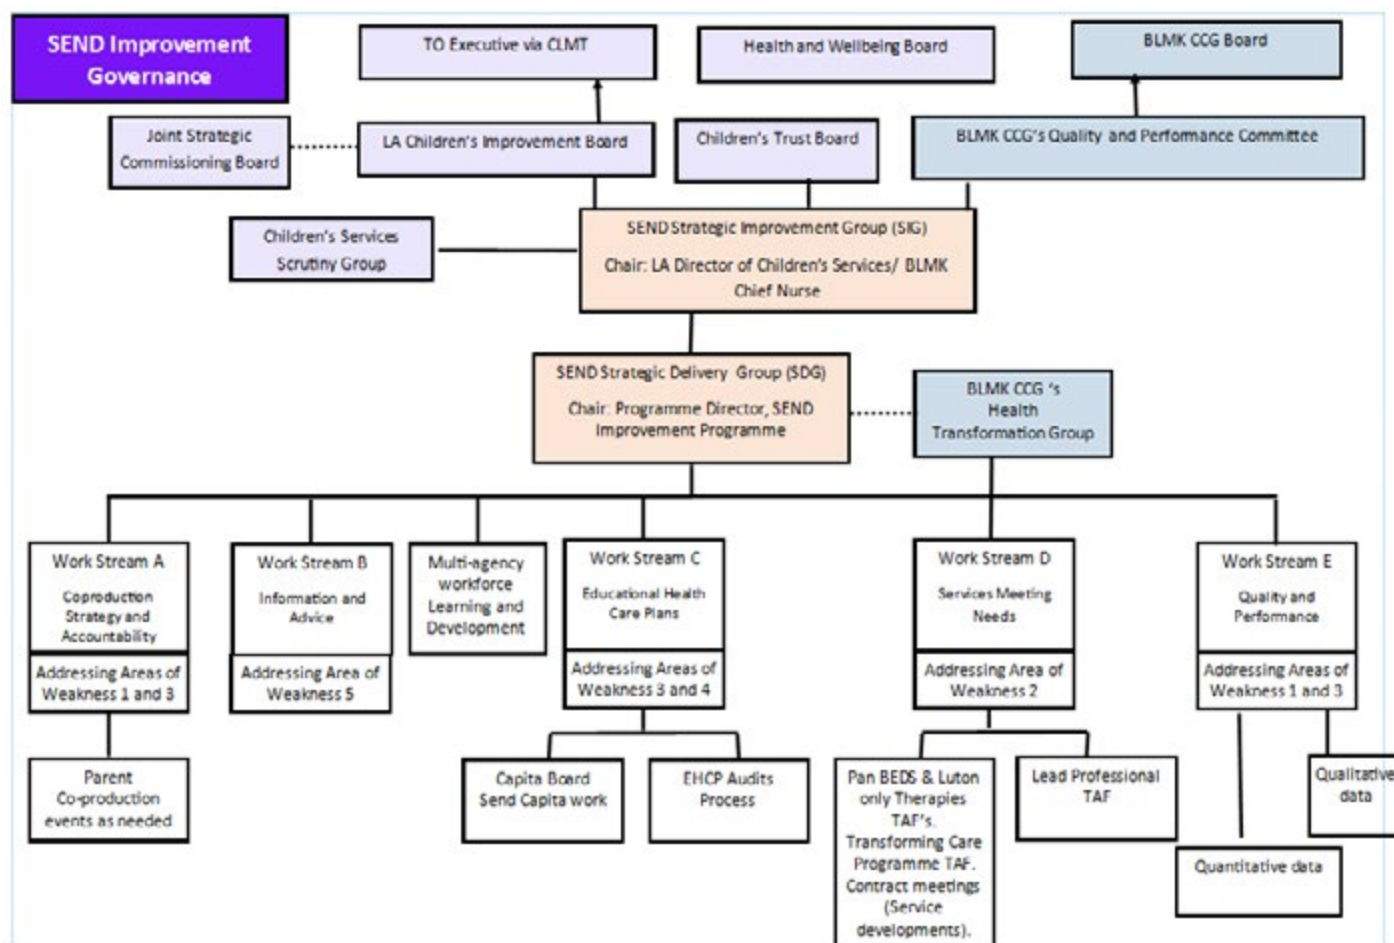 SEND Improvement
Governance
TO Executive via CLMT
Health and Wellbeing Board
BLMK CCG Board
Joint Strategic
Commissioning Board
LA Children's Improvement Board
Children's Trust Board
BLMK CCG's Quality and Performance Committee
Children's Services
Scrutiny Group
SEND Strategic Improvement Group (SIG)
Chair: LA Director of Children's Services/ BLMK
Chief Nurse
SEND Strategic Delivery Group (SDG)
Chair: Programme Director, SEND
Improvement Programme
BLMK CCG 's
Health
Transformation Group
Work Stream A
Coproduction
Strategy and
Accountability
Addressing Areas of
Weakness 1 and 3
Parent
Co-production
events as needed
Work Stream B
Information and
Advice
Addressing Area of
Weakness 5
Multi-agency
workforce
Learning and
Development
Work Stream C
Educational Health
Care Plans
Addressing Areas of
Weakness 3 and 4
Capita Board
Send Capita work
EHCP Audits
Process
Work Stream D
Services Meeting
Needs
Addressing Area of
Weakness 2
Pan BEDS & Luton
only Therapies
TAF's.
Transforming Care
Programme TAF.
Contract meetings
(Service
developments).
Lead Professional
TAF
Work Stream E
Quality and
Performance
Addressing Areas of
Weakness 1 and 3
Quantitative data
Qualitative
data